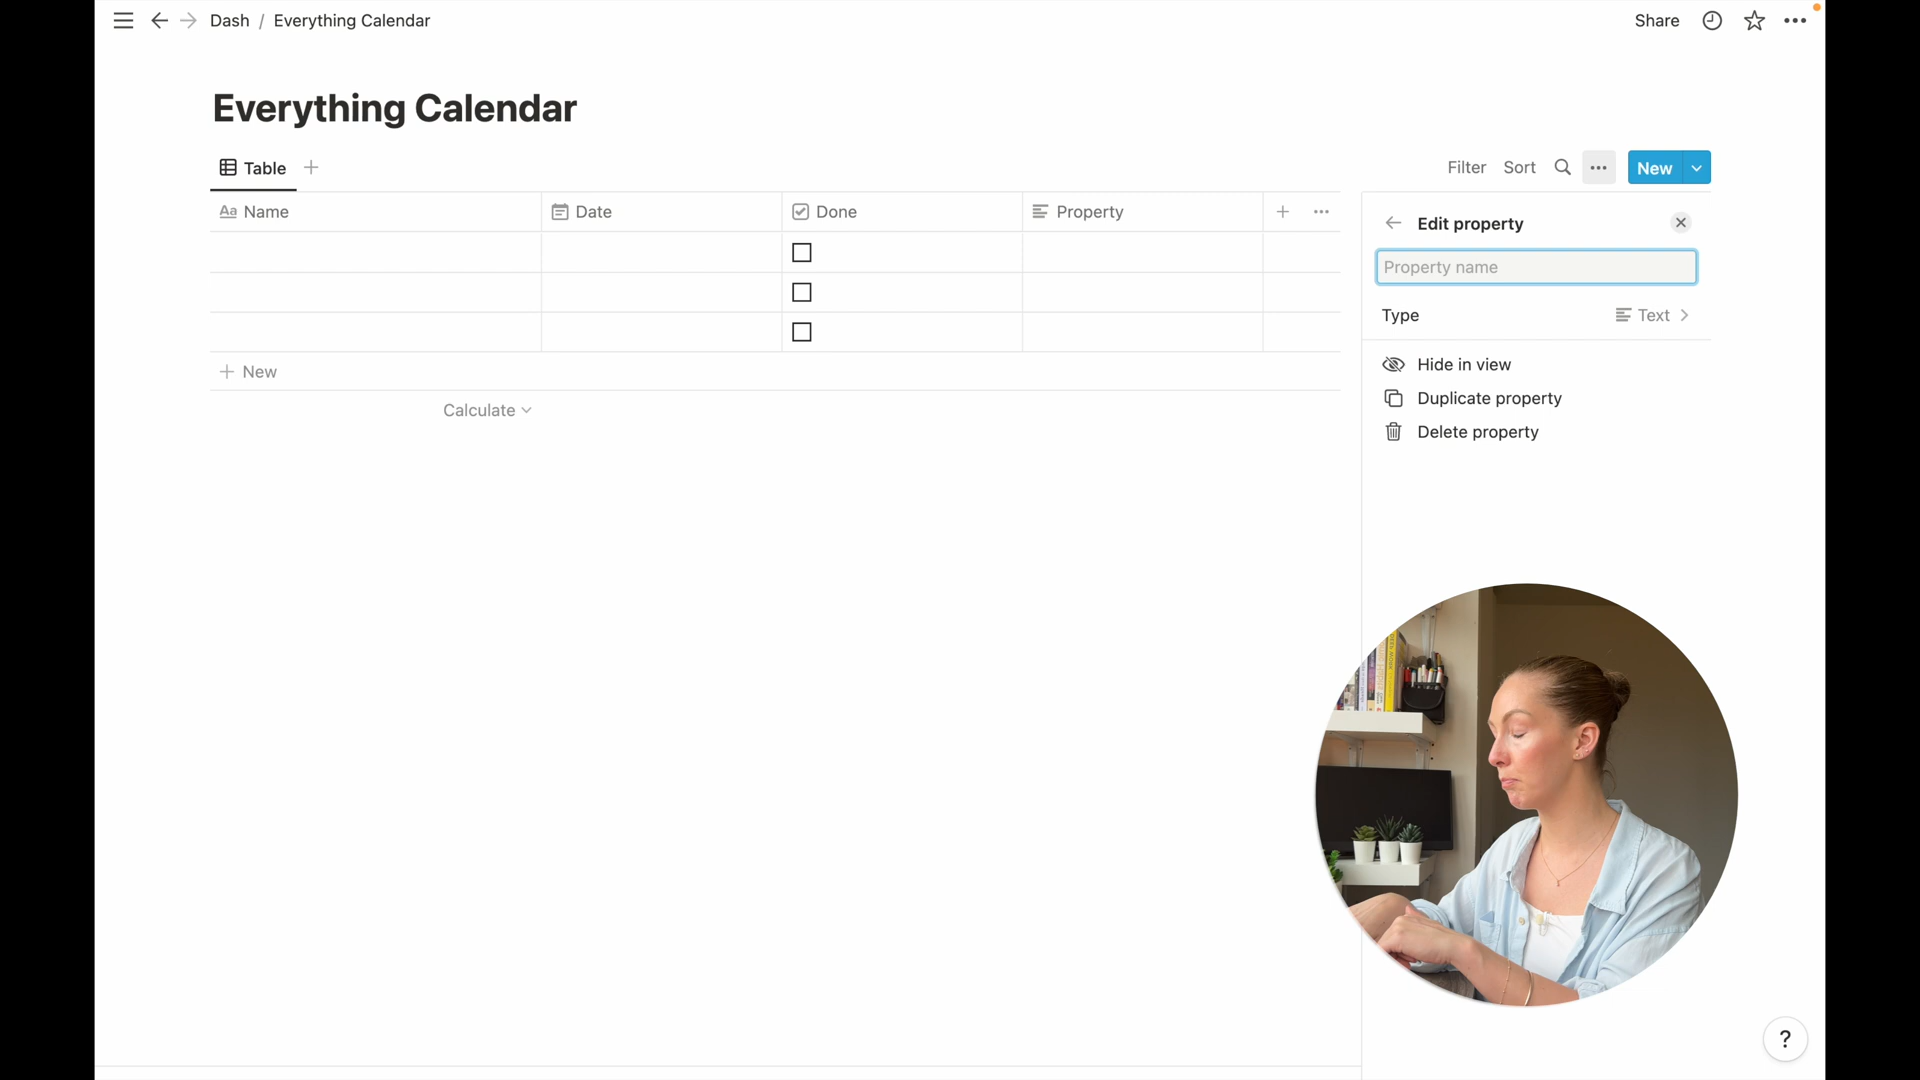 Dash / Everything Calendar
Share
Everything Calendar
Table
Filter Sort New
Aa Name Date Done Property
Edit property
Property name
Type Text
Hide in view
Duplicate property
Delete property
+ New
Calculate
?